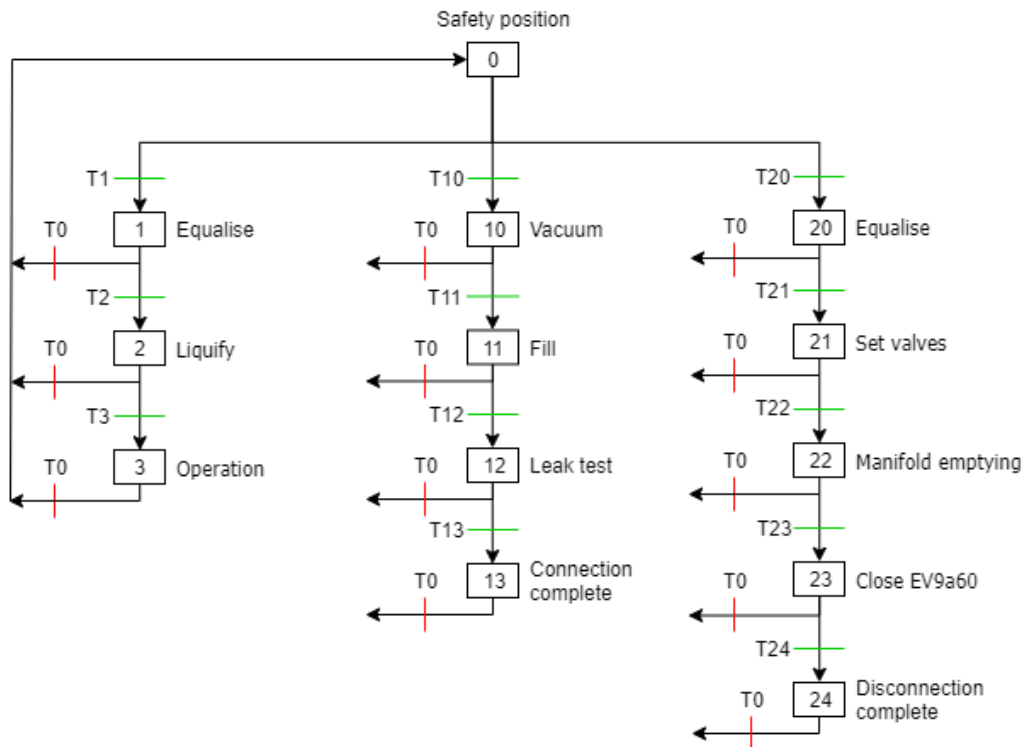 Safety position
0
T1
T10
T20
1 Equalise
10 Vacuum
20 Equalise
T0
T0
T0
T2
T11
T21
2 Liquify
11 Fill
21 Set valves
T0
T0
T0
T3
T12
T22
3 Operation
12 Leak test
22 Manifold emptying
T0
T0
T0
T13
T23
13 Connection
complete
23 Close EV9a60
T0
T0
T24
24 Disconnection
complete
T0